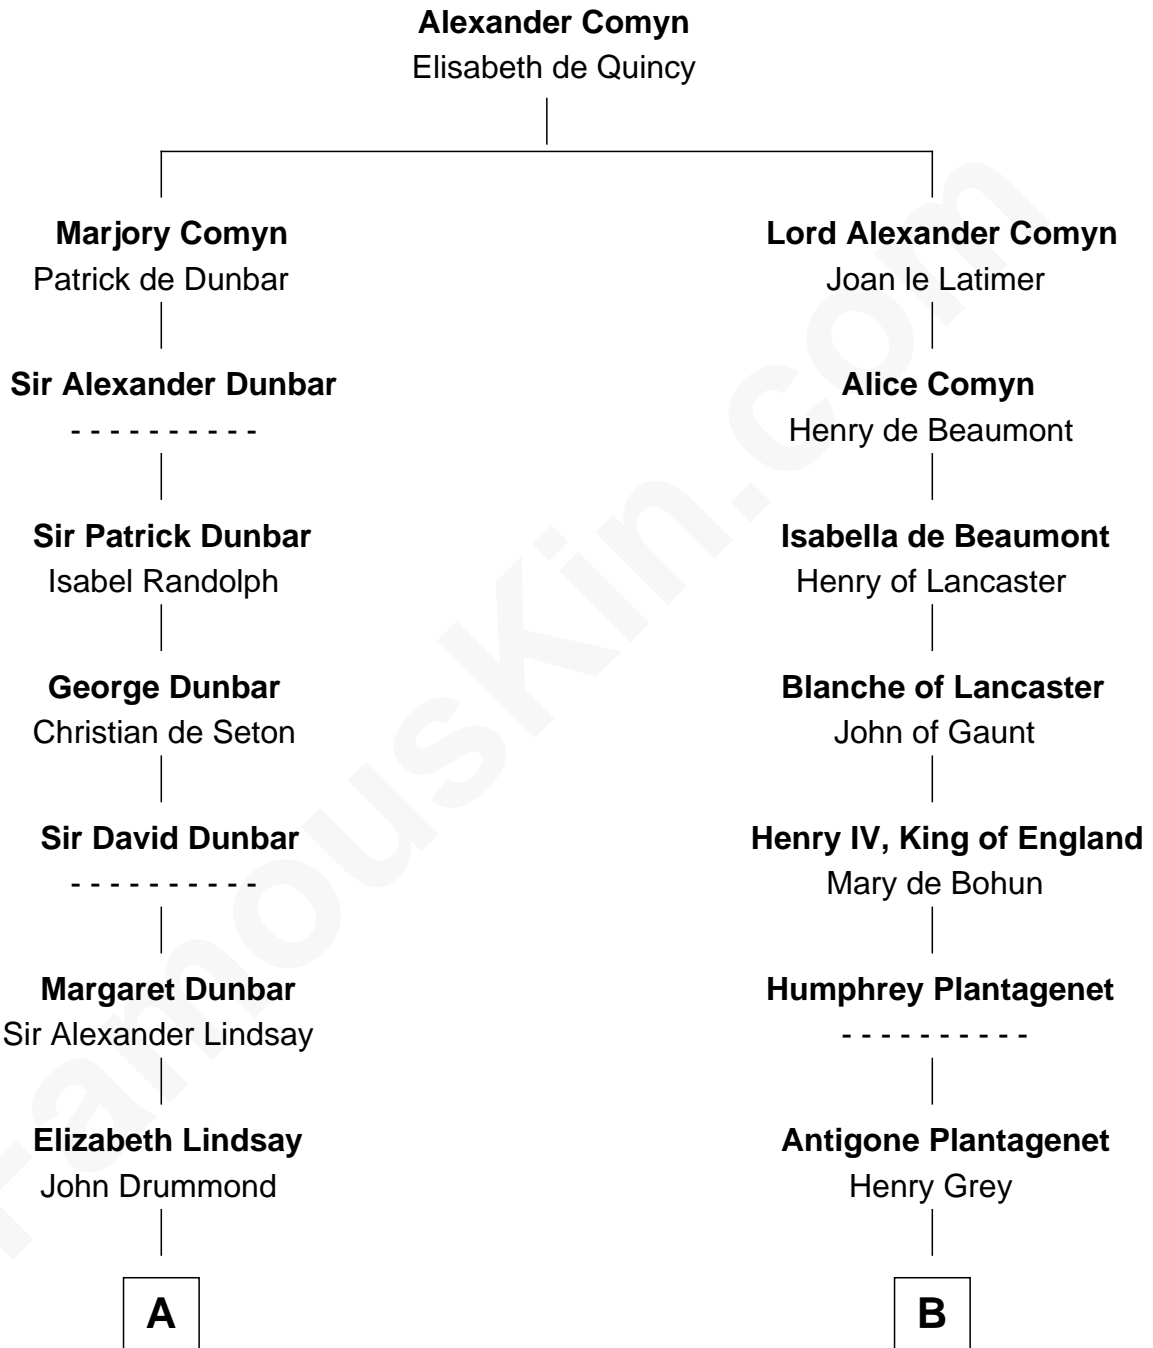 Alexander Comyn
Elisabeth de Quincy
Marjory Comyn
Patrick de Dunbar
Lord Alexander Comyn
Joan le Latimer
Sir Alexander Dunbar
- - - - - - - - - -
Alice Comyn
Henry de Beaumont
Sir Patrick Dunbar
Isabel Randolph
Isabella de Beaumont
Henry of Lancaster
George Dunbar
Christian de Seton
Blanche of Lancaster
John of Gaunt
Sir David Dunbar
- - - - - - - - - -
Henry IV, King of England
Mary de Bohun
Margaret Dunbar
Sir Alexander Lindsay
Humphrey Plantagenet
- - - - - - - - - -
Elizabeth Lindsay
John Drummond
Antigone Plantagenet
Henry Grey
A
B
FamousKin.com